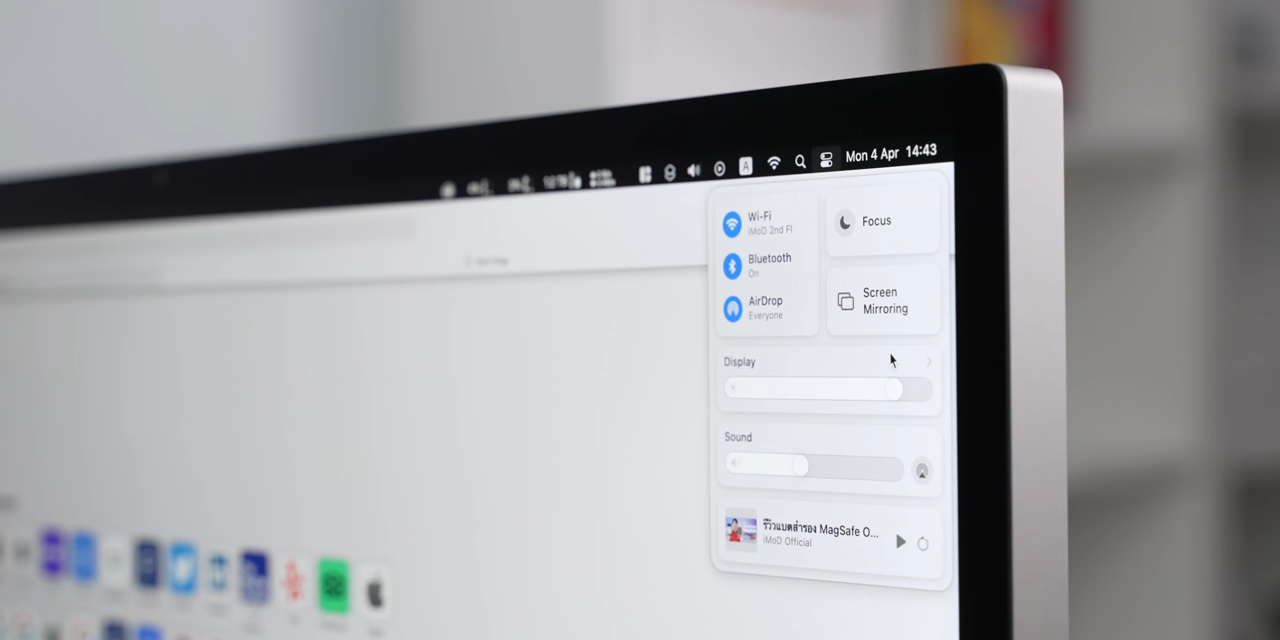 A
Mon 4 Apr 14:43
Wi-Fi
iMoD 2nd Fl
Bluetooth
On
AirDrop
Everyone
Focus
Screen
Mirroring
Display
Sound
รีวิวแบตสำรอง MagSafe O...
iMoD Official